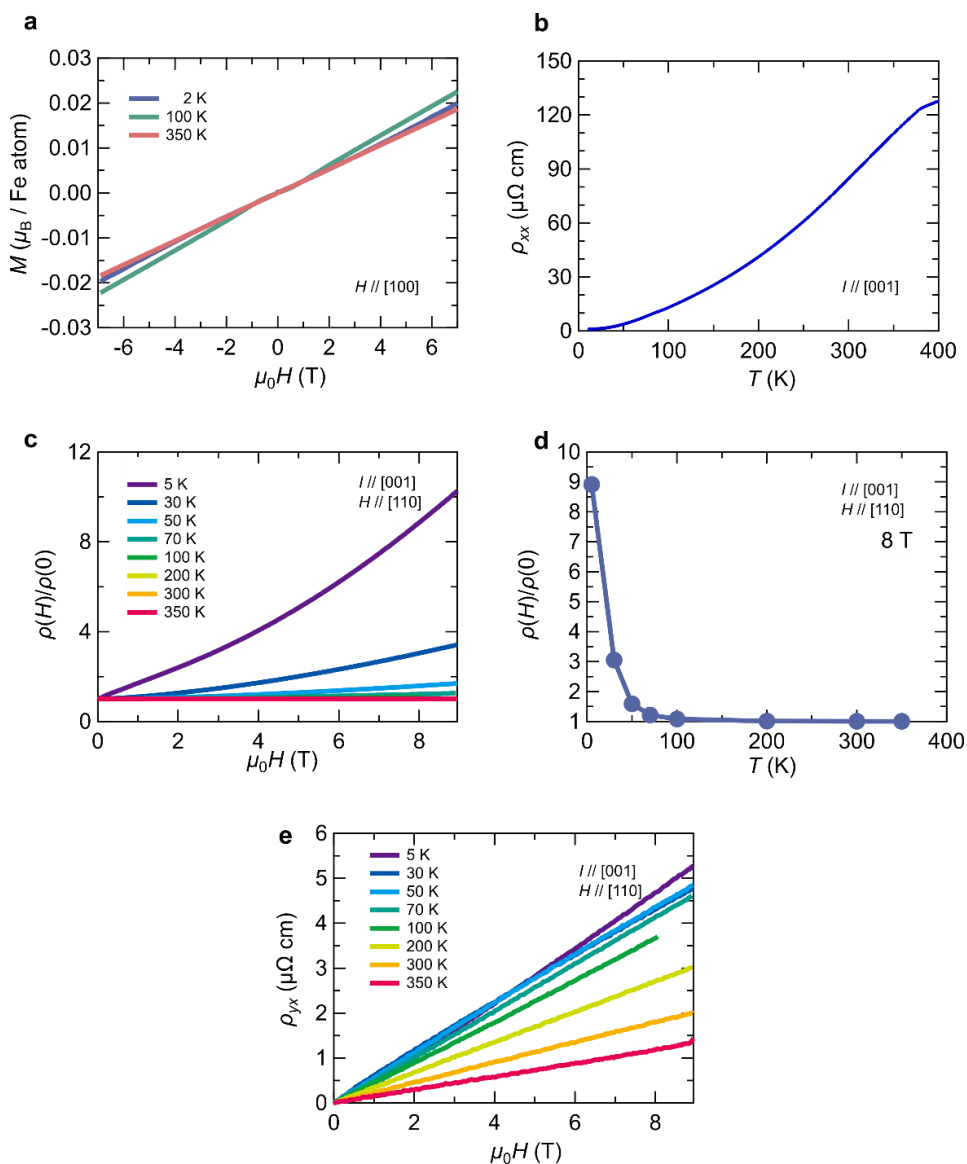 a
0.03
0.02
0.01
0.00
-0.01
-0.02
-0.03
M (μB / Fe atom)
2 K
100 K
350 K
H // [100]
-6 -4 -2 0 2 4 6
μ0H (T)
b
150
120
90
60
30
0
ρxx (μΩ cm)
I // [001]
0 100 200 300 400
T (K)
c
12
8
4
0
ρ(H)/ρ(0)
5 K
30 K
50 K
70 K
100 K
200 K
300 K
350 K
I // [001]
H // [110]
0 2 4 6 8
μ0H (T)
d
10
9
8
7
6
5
4
3
2
1
ρ(H)/ρ(0)
I // [001]
H // [110]
8 T
0 100 200 300 400
T (K)
e
6
5
4
3
2
1
0
ρyx (μΩ cm)
5 K
30 K
50 K
70 K
100 K
200 K
300 K
350 K
I // [001]
H // [110]
0 2 4 6 8
μ0H (T)